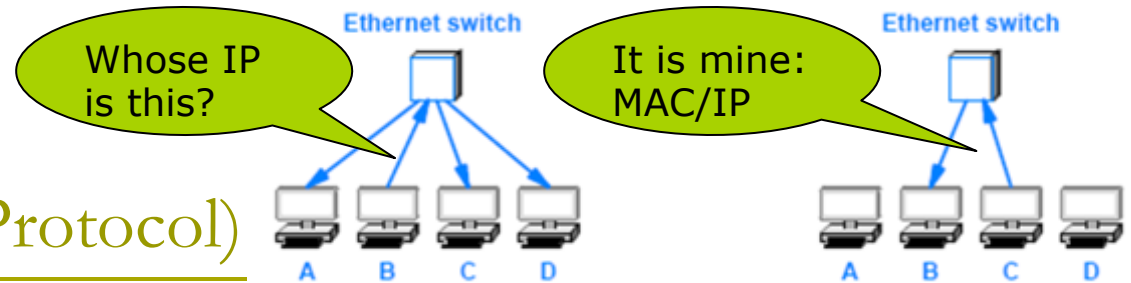 Ethernet switch
Whose IP
is this?
Ethernet switch
It is mine:
MAC/IP
Protocol)
A B C D
A B C D